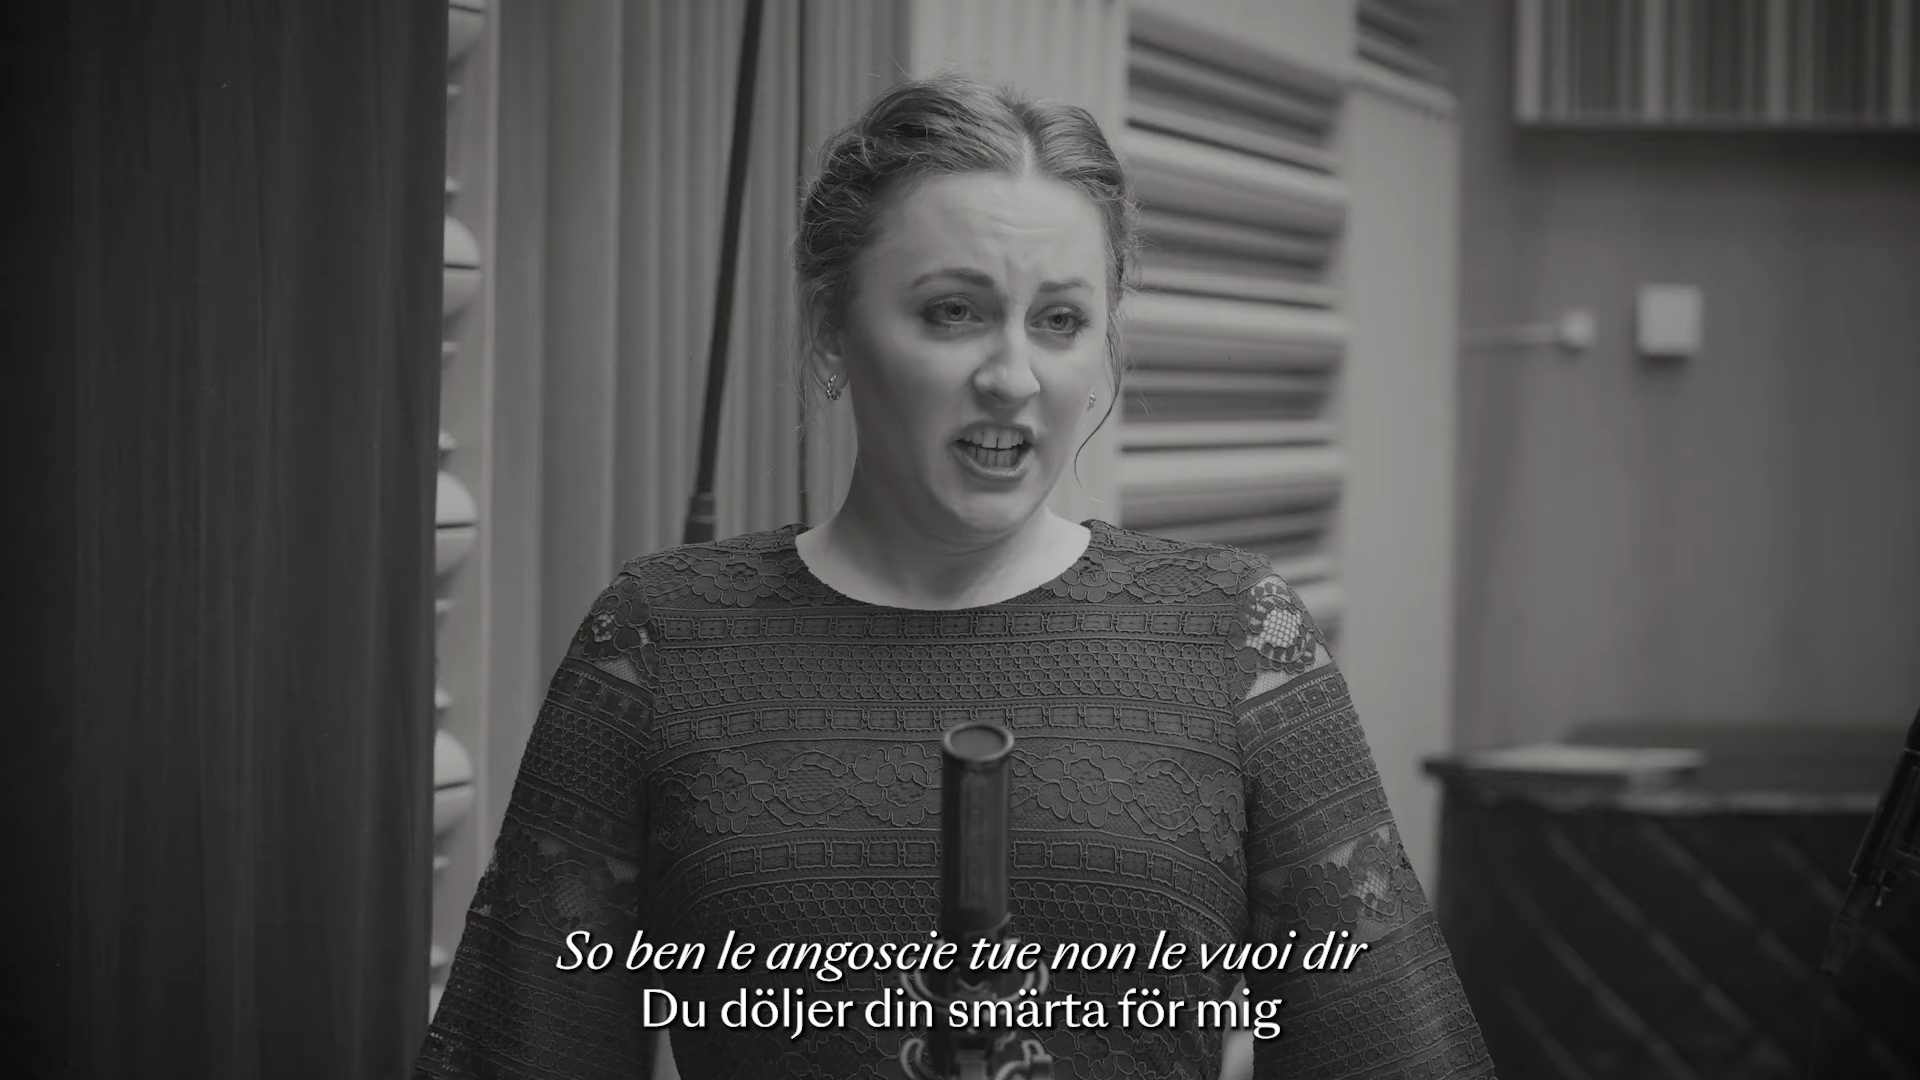 So ben le angoscie tue non le vuoi dir
Du döljer din smärta för mig